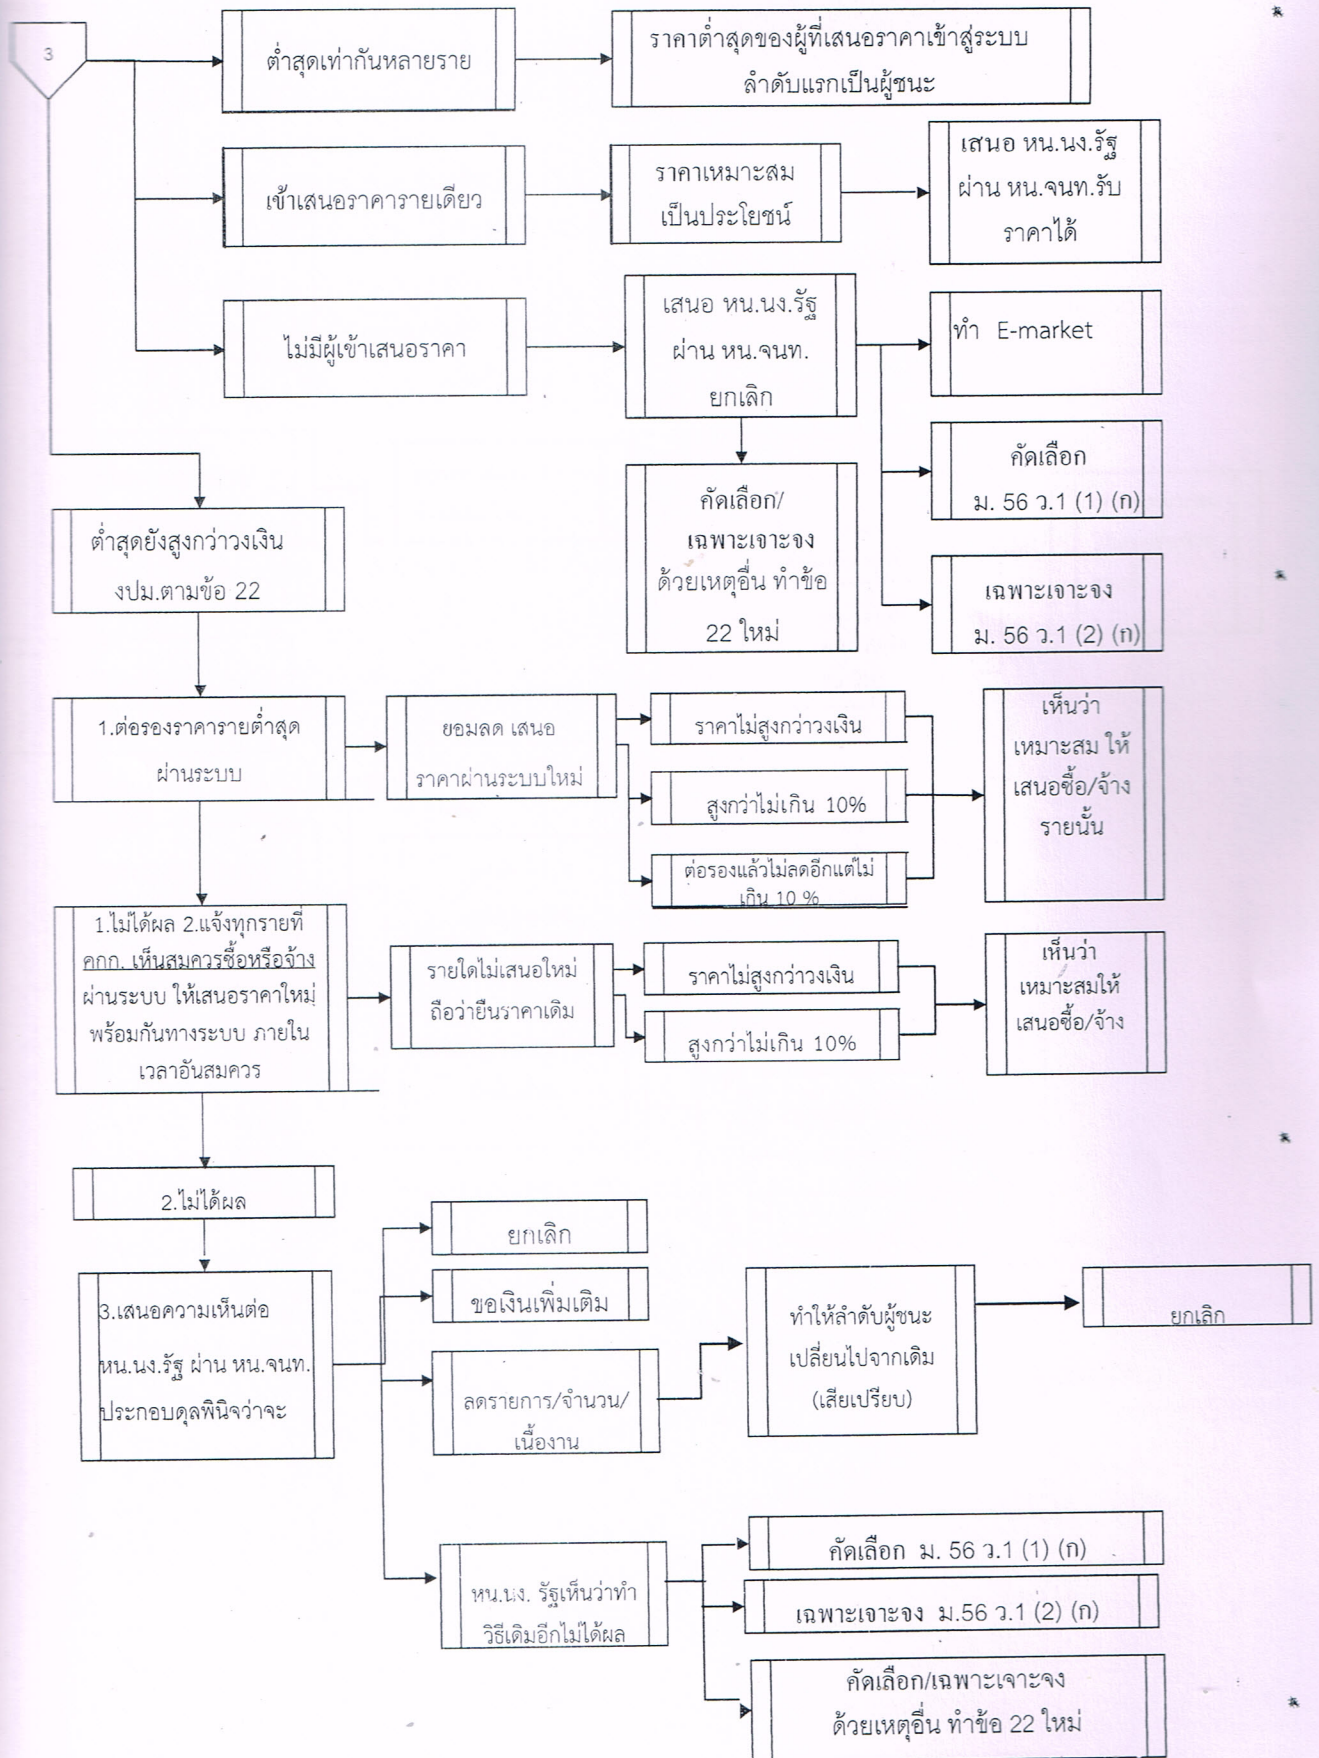 3
ต่ำสุดเท่ากันหลายราย
ราคาต่ำสุดของผู้ที่เสนอราคาเข้าสู่ระบบ
ลำดับแรกเป็นผู้ชนะ
เข้าเสนอราคารายเดียว
ราคาเหมาะสม
เป็นประโยชน์
เสนอ หน.นง.รัฐ
ผ่าน หน.จนท.รับ
ราคาได้
ไม่มีผู้เข้าเสนอราคา
เสนอ หน.นง.รัฐ
ผ่าน หน.จนท.
ยกเลิก
ทำ E-market
คัดเลือก
ม. 56 ว.1 (1) (ก)
เฉพาะเจาะจง
ม. 56 ว.1 (2) (ก)
คัดเลือก/
เฉพาะเจาะจง
ด้วยเหตุอื่น ทำข้อ
22 ใหม่
ต่ำสุดยังสูงกว่าวงเงิน
งปม.ตามข้อ 22
1.ต่อรองราคารายต่ำสุด
ผ่านระบบ
ยอมลด เสนอ
ราคาผ่านระบบใหม่
ราคาไม่สูงกว่าวงเงิน
สูงกว่าไม่เกิน 10%
ต่อรองแล้วไม่ลดอีกแต่ไม่
เกิน 10 %
เห็นว่า
เหมาะสม ให้
เสนอซื้อ/จ้าง
รายนั้น
1.ไม่ได้ผล 2.แจ้งทุกรายที่
คกก. เห็นสมควรซื้อหรือจ้าง
ผ่านระบบ ให้เสนอราคาใหม่
พร้อมกันทางระบบ ภายใน
เวลาอันสมควร
รายใดไม่เสนอใหม่
ถือว่ายืนราคาเดิม
ราคาไม่สูงกว่าวงเงิน
สูงกว่าไม่เกิน 10%
เห็นว่า
เหมาะสมให้
เสนอซื้อ/จ้าง
2.ไม่ได้ผล
3.เสนอความเห็นต่อ
หน.นง.รัฐ ผ่าน หน.จนท.
ประกอบดุลพินิจว่าจะ
ยกเลิก
ขอเงินเพิ่มเติม
ลดรายการ/จำนวน/
เนื้องาน
ทำให้ลำดับผู้ชนะ
เปลี่ยนไปจากเดิม
(เสียเปรียบ)
ยกเลิก
หน.นง. รัฐเห็นว่าทำ
วิธีเดิมอีกไม่ได้ผล
คัดเลือก ม. 56 ว.1 (1) (ก)
เฉพาะเจาะจง ม.56 ว.1 (2) (ก)
คัดเลือก/เฉพาะเจาะจง
ด้วยเหตุอื่น ทำข้อ 22 ใหม่